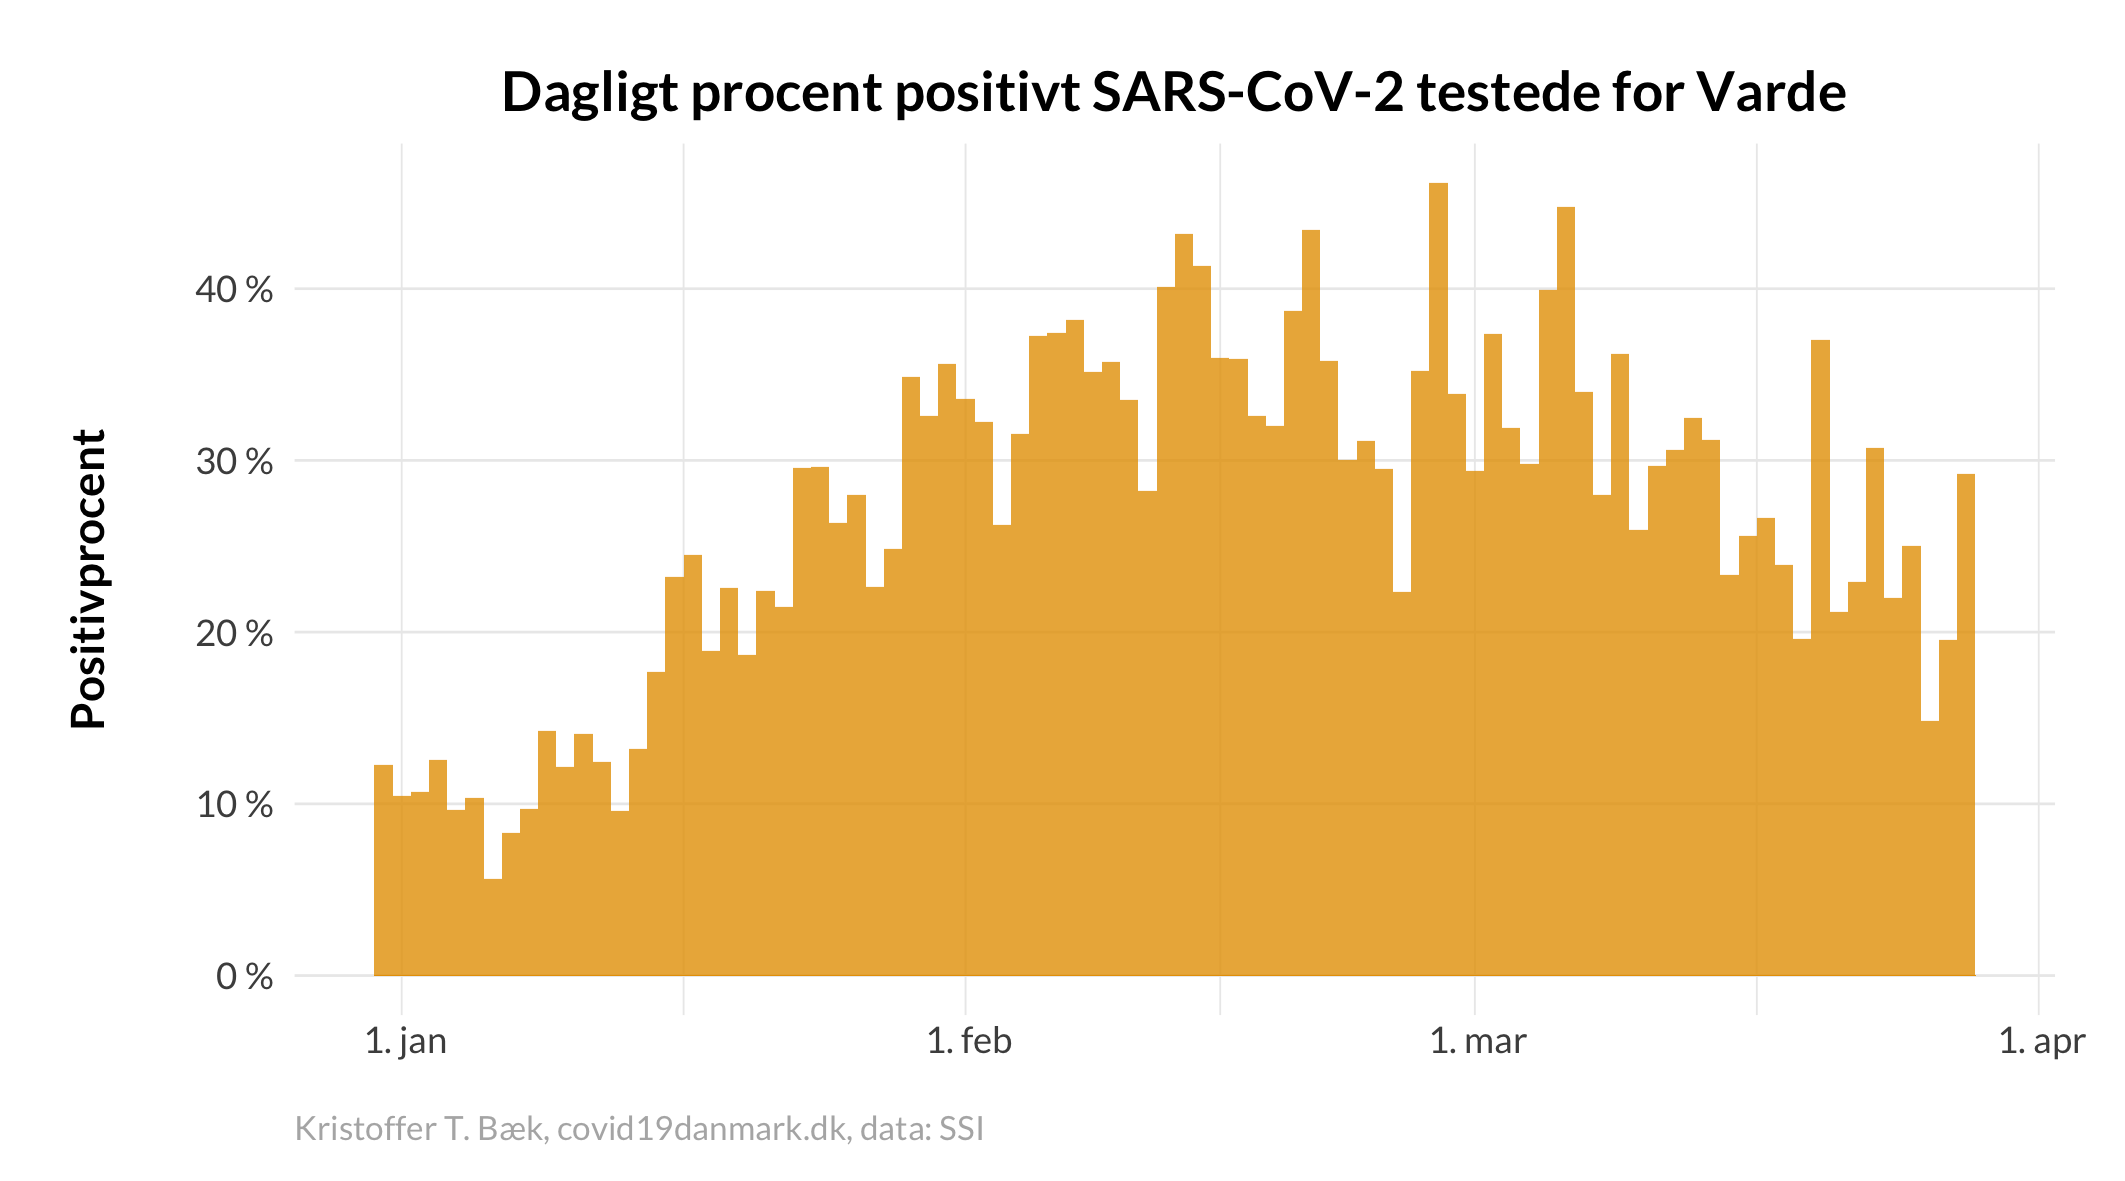 Dagligt procent positivt SARS-CoV-2 testede for Varde
Positivprocent
40 %
30 %
20 %
10 %
0 %
1. jan
1. feb
1. mar
1. apr
Kristoffer T. Bæk, covid19danmark.dk, data: SSI